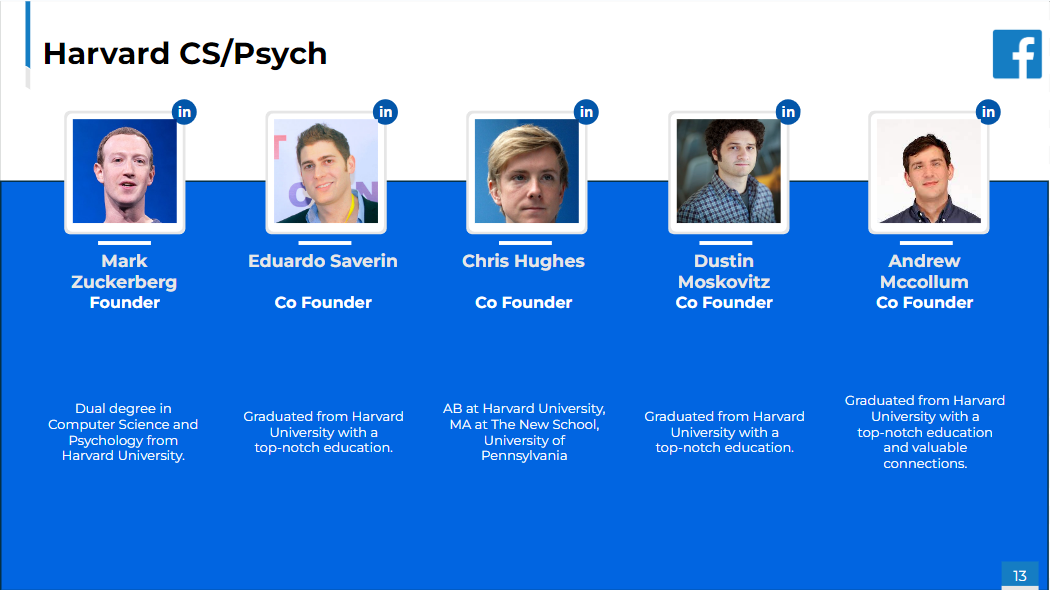 Harvard CS/Psych
f
in
in
in
in
in
T
C N
Mark
Zuckerberg
Founder
Eduardo Saverin
Co Founder
Chris Hughes
Co Founder
Dustin
Moskovitz
Co Founder
Andrew
Mccollum
Co Founder
Dual degree in
Computer Science and
Psychology from
Harvard University.
Graduated from Harvard
University with a
top-notch education.
AB at Harvard University,
MA at The New School,
University of
Pennsylvania
Graduated from Harvard
University with a
top-notch education.
Graduated from Harvard
University with a
top-notch education
and valuable
connections.
13